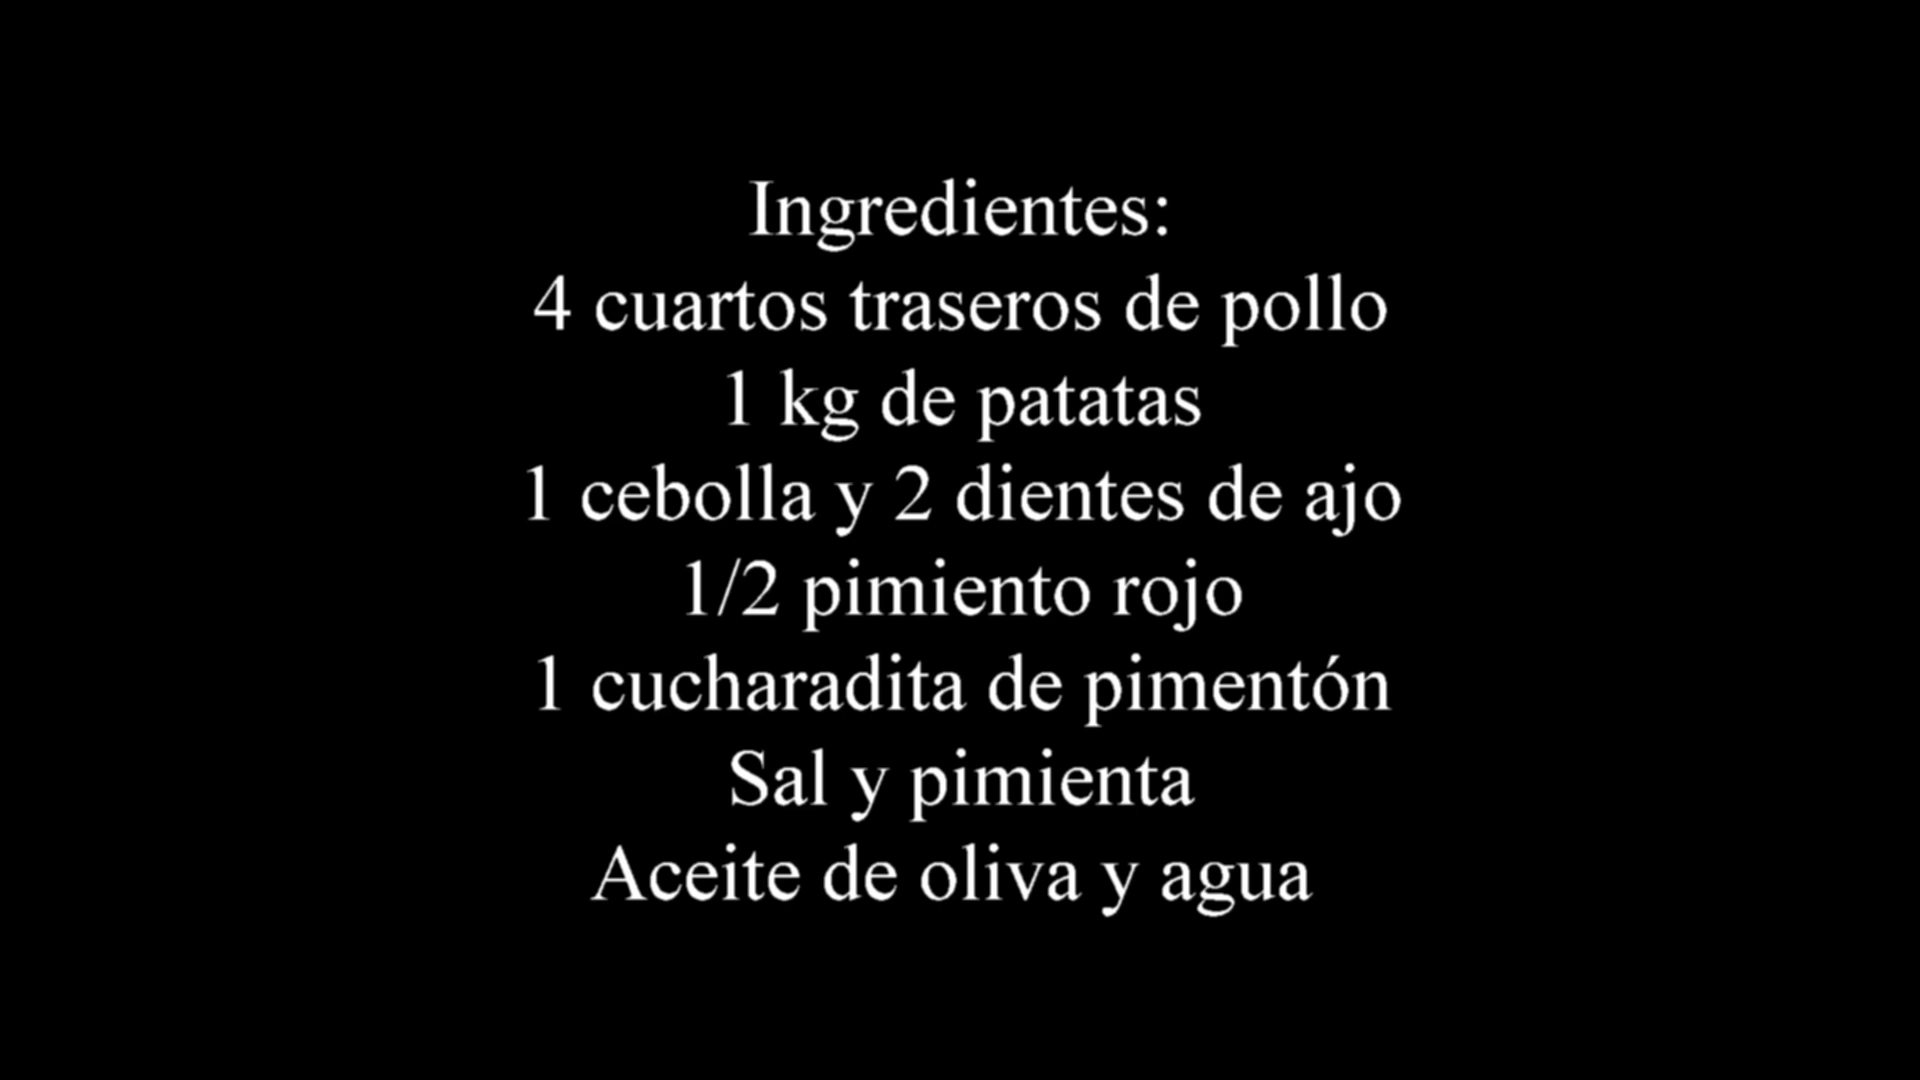 Ingredientes:
4 cuartos traseros de pollo
1 kg de patatas
1 cebolla y 2 dientes de ajo
1/2 pimiento rojo
1 cucharadita de pimentón
Sal y pimienta
Aceite de oliva y agua